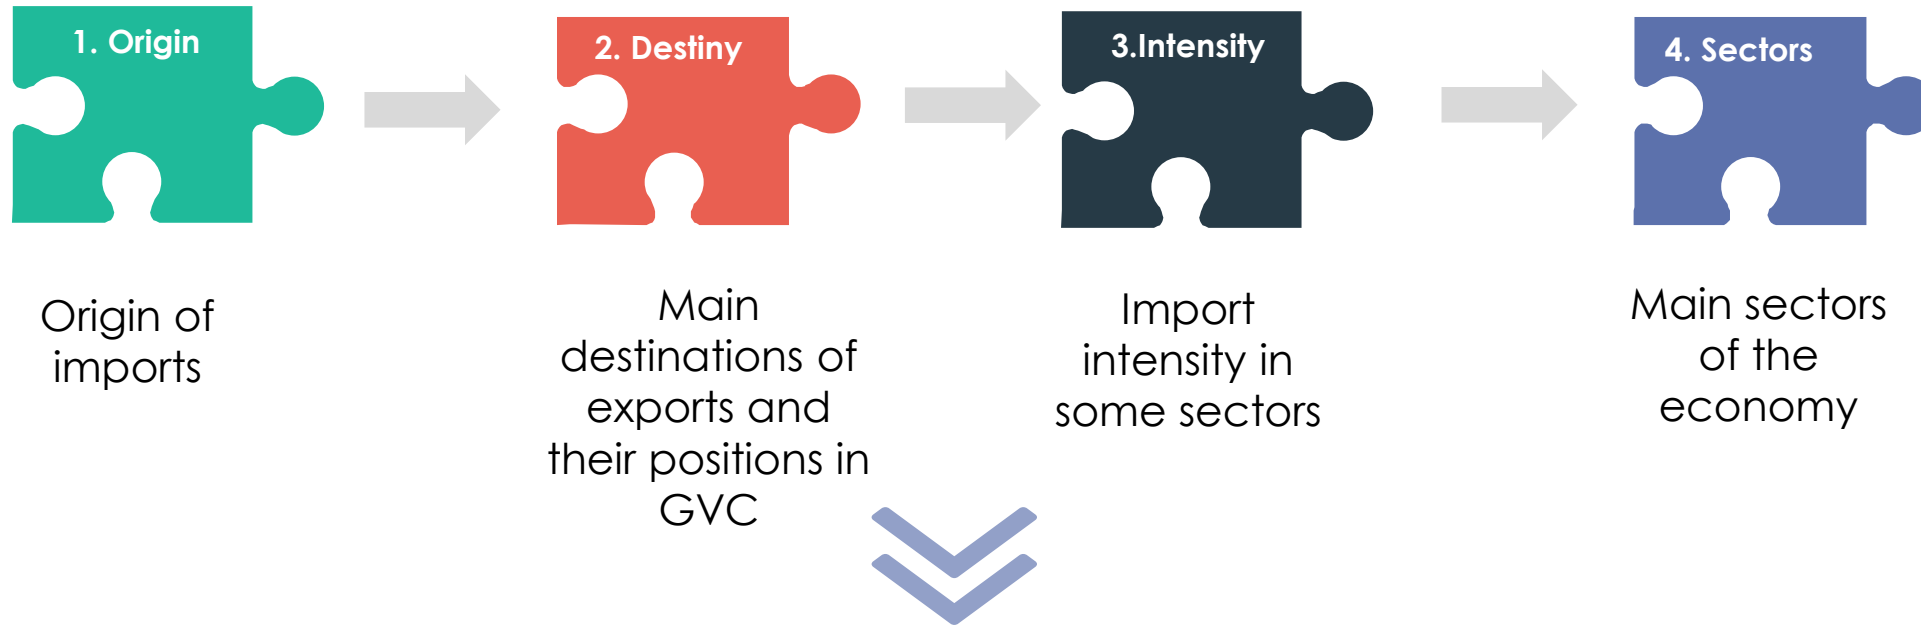 1. Origin
2. Destiny
3.Intensity
4. Sectors
Origin of
imports
Main
destinations of
exports and
their positions in
GVC
Import
intensity in
some sectors
Main sectors
of the
economy